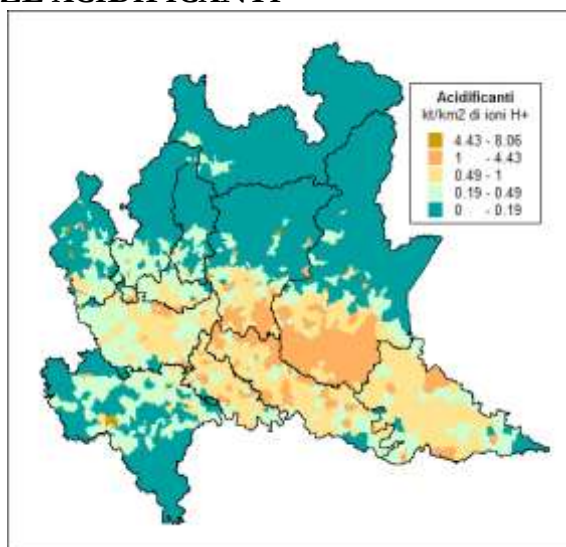 Acidificanti
kt/km2 di ioni H+
4.43 - 8.06
1 - 4.43
0.49 - 1
0.19 - 0.49
0 - 0.19